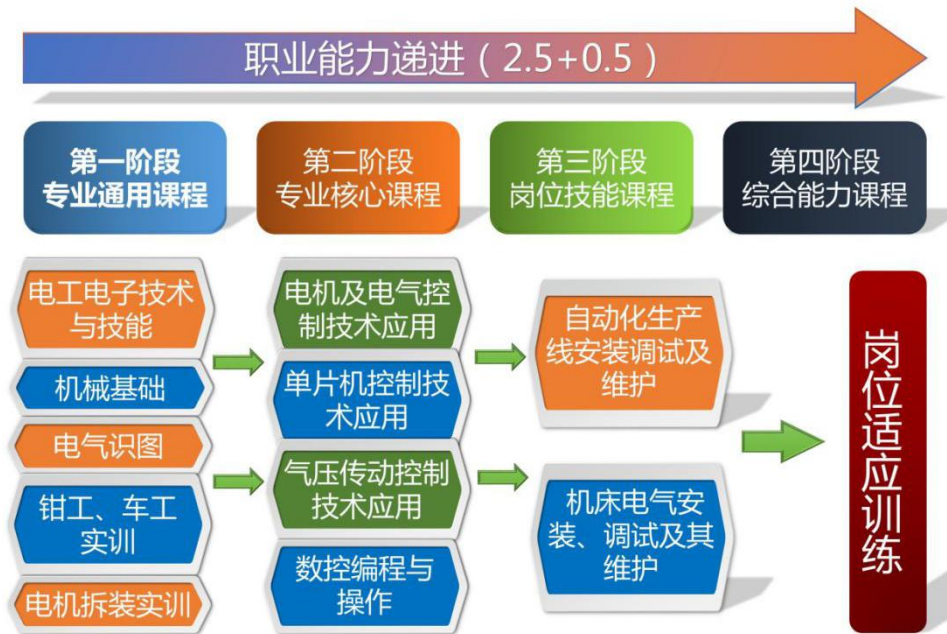 职业能力递进（2.5+0.5）
第一阶段
专业通用课程
第二阶段
专业核心课程
第三阶段
岗位技能课程
第四阶段
综合能力课程
电工电子技术
与技能
机械基础
电气识图
钳工、车工
实训
电机拆装实训
电机及电气控
制技术应用
单片机控制技
术应用
气压传动控制
技术应用
数控编程与
操作
自动化生产
线安装调试及
维护
机床电气安
装、调试及其
维护
岗位适应训练